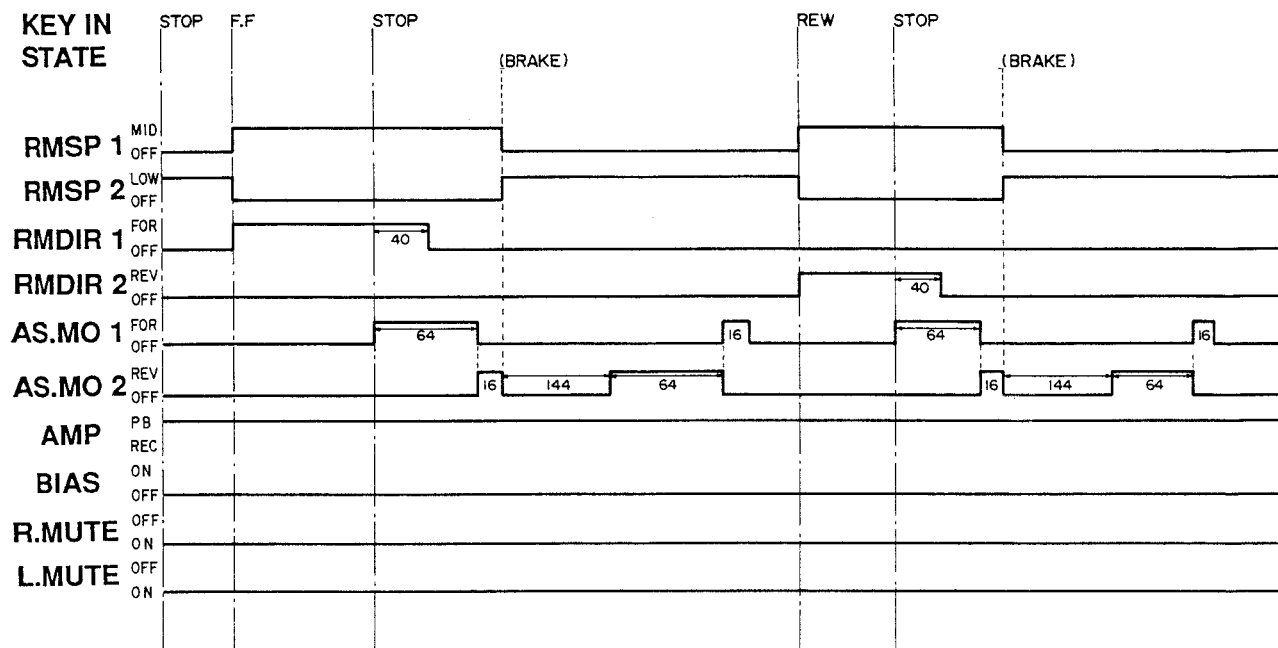 KEY IN STOP F.F STOP REW STOP
STATE (BRAKE) (BRAKE)
RMSP 1 MID
OFF
RMSP 2 LOW
OFF
RMDIR 1 FOR
OFF 40
RMDIR 2 REV
OFF 40
AS.MO 1 FOR
OFF 64 16 64 16
AS.MO 2 REV
OFF 16 144 64 16 144 64
AMP PB
REC
BIAS ON
OFF
R.MUTE OFF
ON
L.MUTE OFF
ON